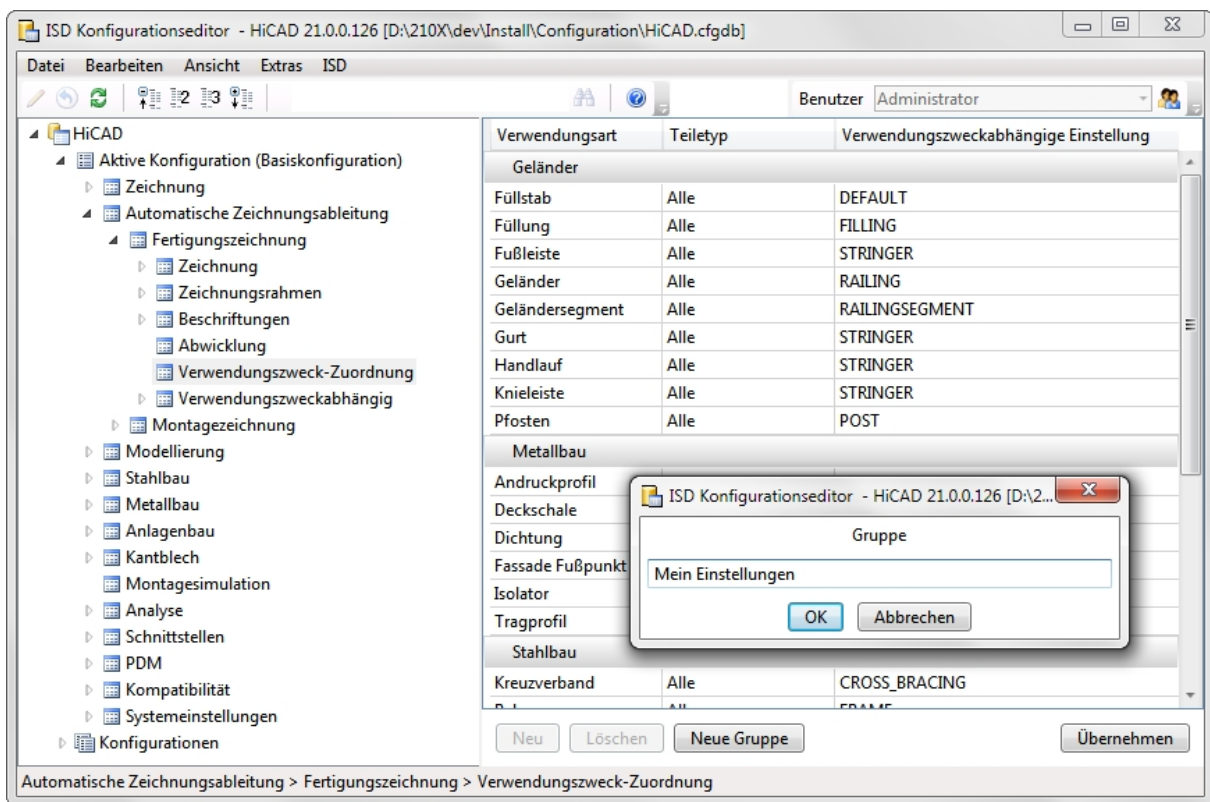 ISD Konfigurationseditor - HiCAD 21.0.0.126 [D:\210X\dev\Install\Configuration\HiCAD.cfgdb]
Datei Bearbeiten Ansicht Extras ISD
2 3 Benutzer Administrator
HiCAD
Aktive Konfiguration (Basiskonfiguration)
Zeichnung
Automatische Zeichnungsableitung
Fertigungszeichnung
Zeichnung
Zeichnungsrahmen
Beschriftungen
Abwicklung
Verwendungszweck-Zuordnung
Verwendungszweckabhängig
Montagezeichnung
Modellierung
Stahlbau
Metallbau
Anlagenbau
Kantblech
Montagesimulation
Analyse
Schnittstellen
PDM
Kompatibilität
Systemeinstellungen
Konfigurationen
Verwendungsart Teiletyp Verwendungszweckabhängige Einstellung
Geländer
Füllstab Alle DEFAULT
Füllung Alle FILLING
Fußleiste Alle STRINGER
Geländer Alle RAILING
Geländersegment Alle RAILINGSEGMENT
Gurt Alle STRINGER
Handlauf Alle STRINGER
Knieleiste Alle STRINGER
Pfosten Alle POST
Metallbau
Andruckprofil
Deckschale
Dichtung
Fassade Fußpunkt
Isolator
Tragprofil
Stahlbau
Kreuzverband Alle CROSS_BRACING
ISD Konfigurationseditor - HiCAD 21.0.0.126 [D:\2...
Gruppe
Mein Einstellungen
OK Abbrechen
Neu Löschen Neue Gruppe Übernehmen
Automatische Zeichnungsableitung > Fertigungszeichnung > Verwendungszweck-Zuordnung